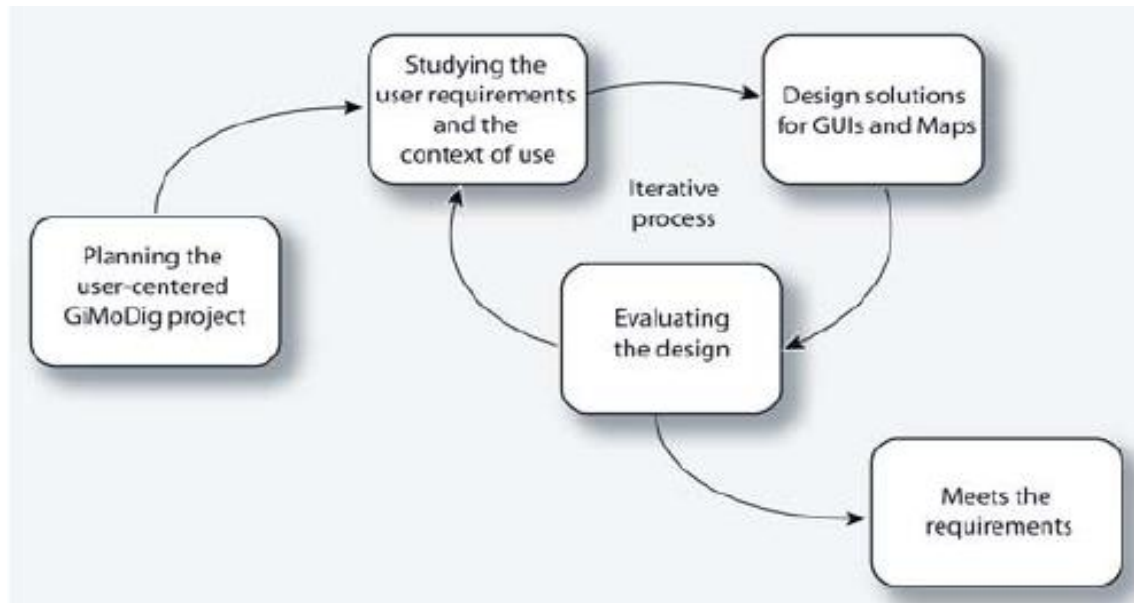 Studying the
user requirements
and the
context of use
Design solutions
for GUIs and Maps
Iterative
process
Planning the
user-centered
GiMoDig project
Evaluating
the design
Meets the
requirements